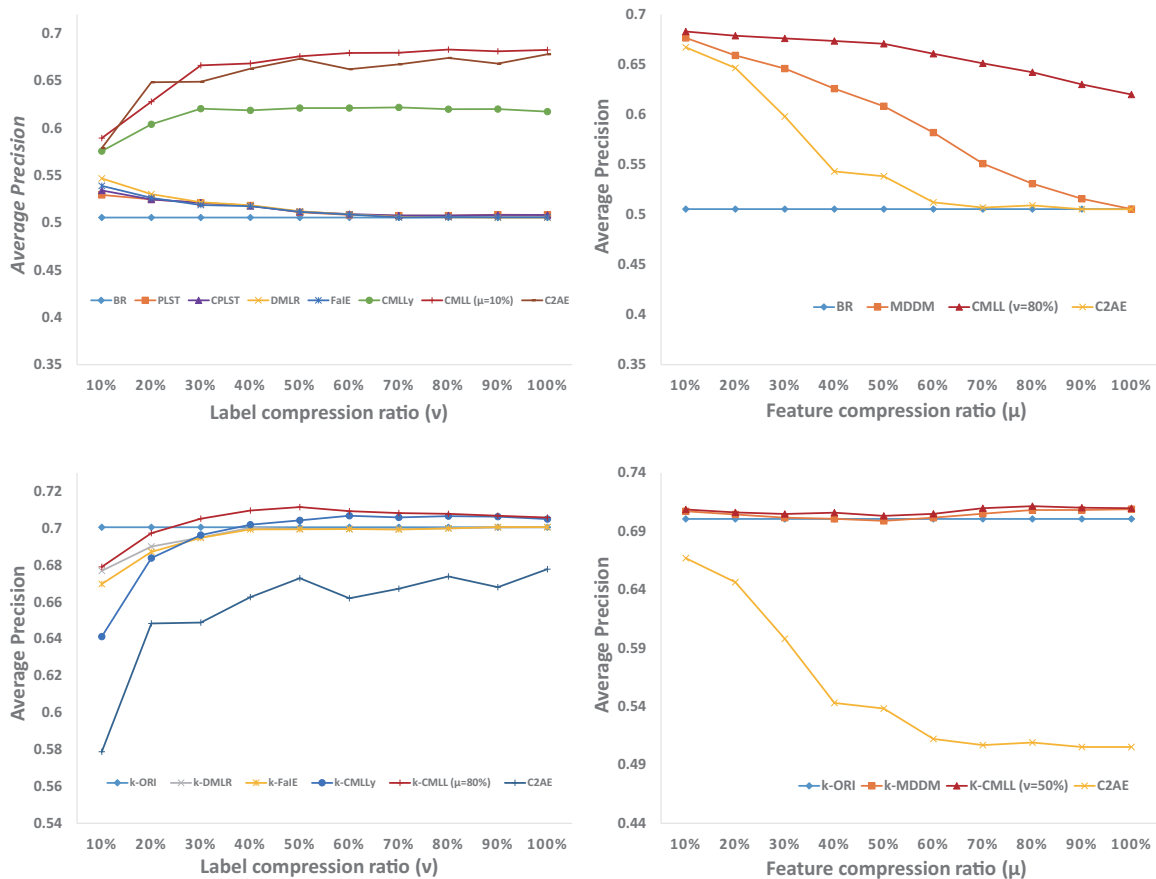 0.7
0.65
0.6
0.55
0.5
0.45
0.4
0.35
Average Precision
BR PLST CPLST DMLR FaIE CMLLy CMLL (μ=10%) C2AE
10% 20% 30% 40% 50% 60% 70% 80% 90% 100%
Label compression ratio (ν)
0.7
0.65
0.6
0.55
0.5
0.45
0.4
0.35
Average Precision
BR MDDM CMLL (ν=80%) C2AE
10% 20% 30% 40% 50% 60% 70% 80% 90% 100%
Feature compression ratio (μ)
0.72
0.7
0.68
0.66
0.64
0.62
0.6
0.58
0.56
0.54
Average Precision
k-ORI k-DMLR k-FaIE k-CMLLy k-CMLL (μ=80%) C2AE
10% 20% 30% 40% 50% 60% 70% 80% 90% 100%
Label compression ratio (ν)
0.74
0.69
0.64
0.59
0.54
0.49
0.44
Average Precision
k-ORI k-MDDM K-CMLL (ν=50%) C2AE
10% 20% 30% 40% 50% 60% 70% 80% 90% 100%
Feature compression ratio (μ)